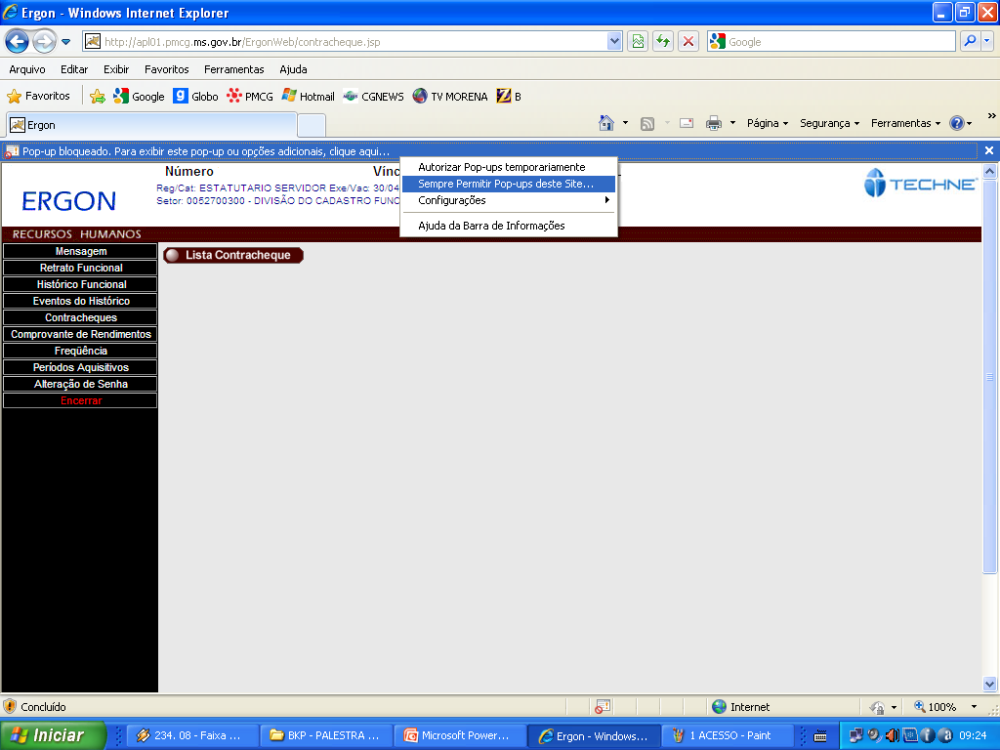 Ergon - Windows Internet Explorer
http://apl01.pmcg.ms.gov.br/ErgonWeb/contracheque.jsp
Google
Arquivo Editar Exibir Favoritos Ferramentas Ajuda
Favoritos Google Globo PMCG Hotmail CGNEWS TV MORENA B
Ergon
Página Segurança Ferramentas
Pop-up bloqueado. Para exibir este pop-up ou opções adicionais, clique aqui...
Autorizar Pop-ups temporariamente
Sempre Permitir Pop-ups deste Site...
Configurações
Ajuda da Barra de Informações
Número Vínc
Reg/Cat: ESTATUTARIO SERVIDOR Exe/Vac: 30/04
Setor: 0052700300 - DIVISÃO DO CADASTRO FUNC
ERGON
TECHNE
RECURSOS HUMANOS
Mensagem
Retrato Funcional
Histórico Funcional
Eventos do Histórico
Contracheques
Comprovante de Rendimentos
Freqüência
Períodos Aquisitivos
Alteração de Senha
Encerrar
Lista Contracheque
Concluído
Internet
100%
Iniciar
234. 08 - Faixa ...
BKP - PALESTRA ...
Microsoft Power...
Ergon - Windows...
1 ACESSO - Paint
09:24